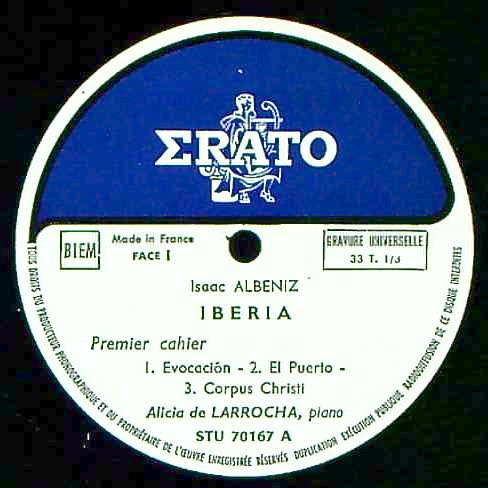 ΣRATO
BIEM
Made in France
FACE I
GRAVURE UNIVERSELLE
33 T. 1/3
Isaac ALBENIZ
IBERIA
Premier cahier
1. Evocación - 2. El Puerto -
3. Corpus Christi
Alicia de LARROCHA, piano
STU 70167 A
TOUS DROITS DU PRODUCTEUR PHONOGRAPHIQUE ET DU PROPRIÉTAIRE DE L'ŒUVRE ENREGISTRÉE RÉSERVÉS DUPLICATION EXÉCUTION PUBLIQUE RADIODIFFUSION DE CE DISQUE INTERDITES